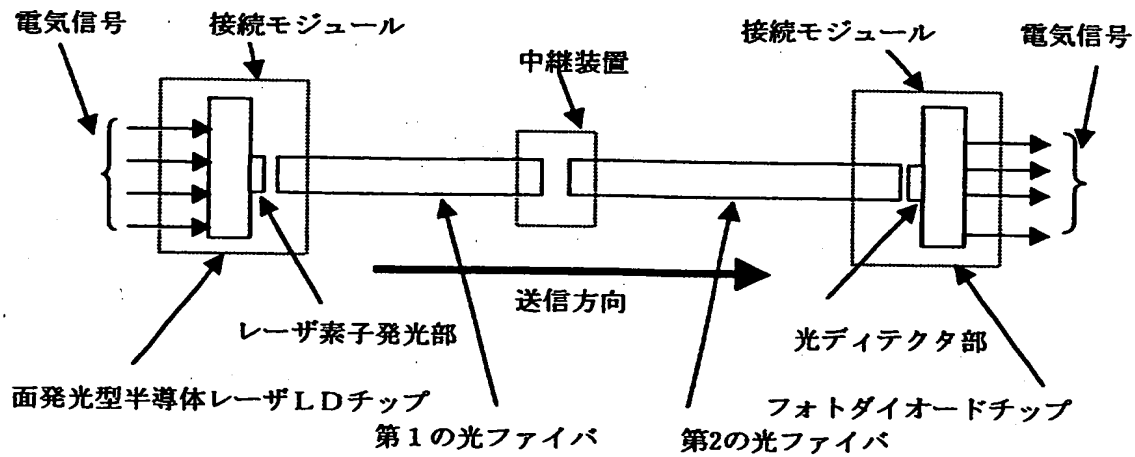 電気信号
接続モジュール
中継装置
接続モジュール
電気信号
送信方向
レーザ素子発光部
光ディテクタ部
面発光型半導体レーザLDチップ
フォトダイオードチップ
第1の光ファイバ
第2の光ファイバ